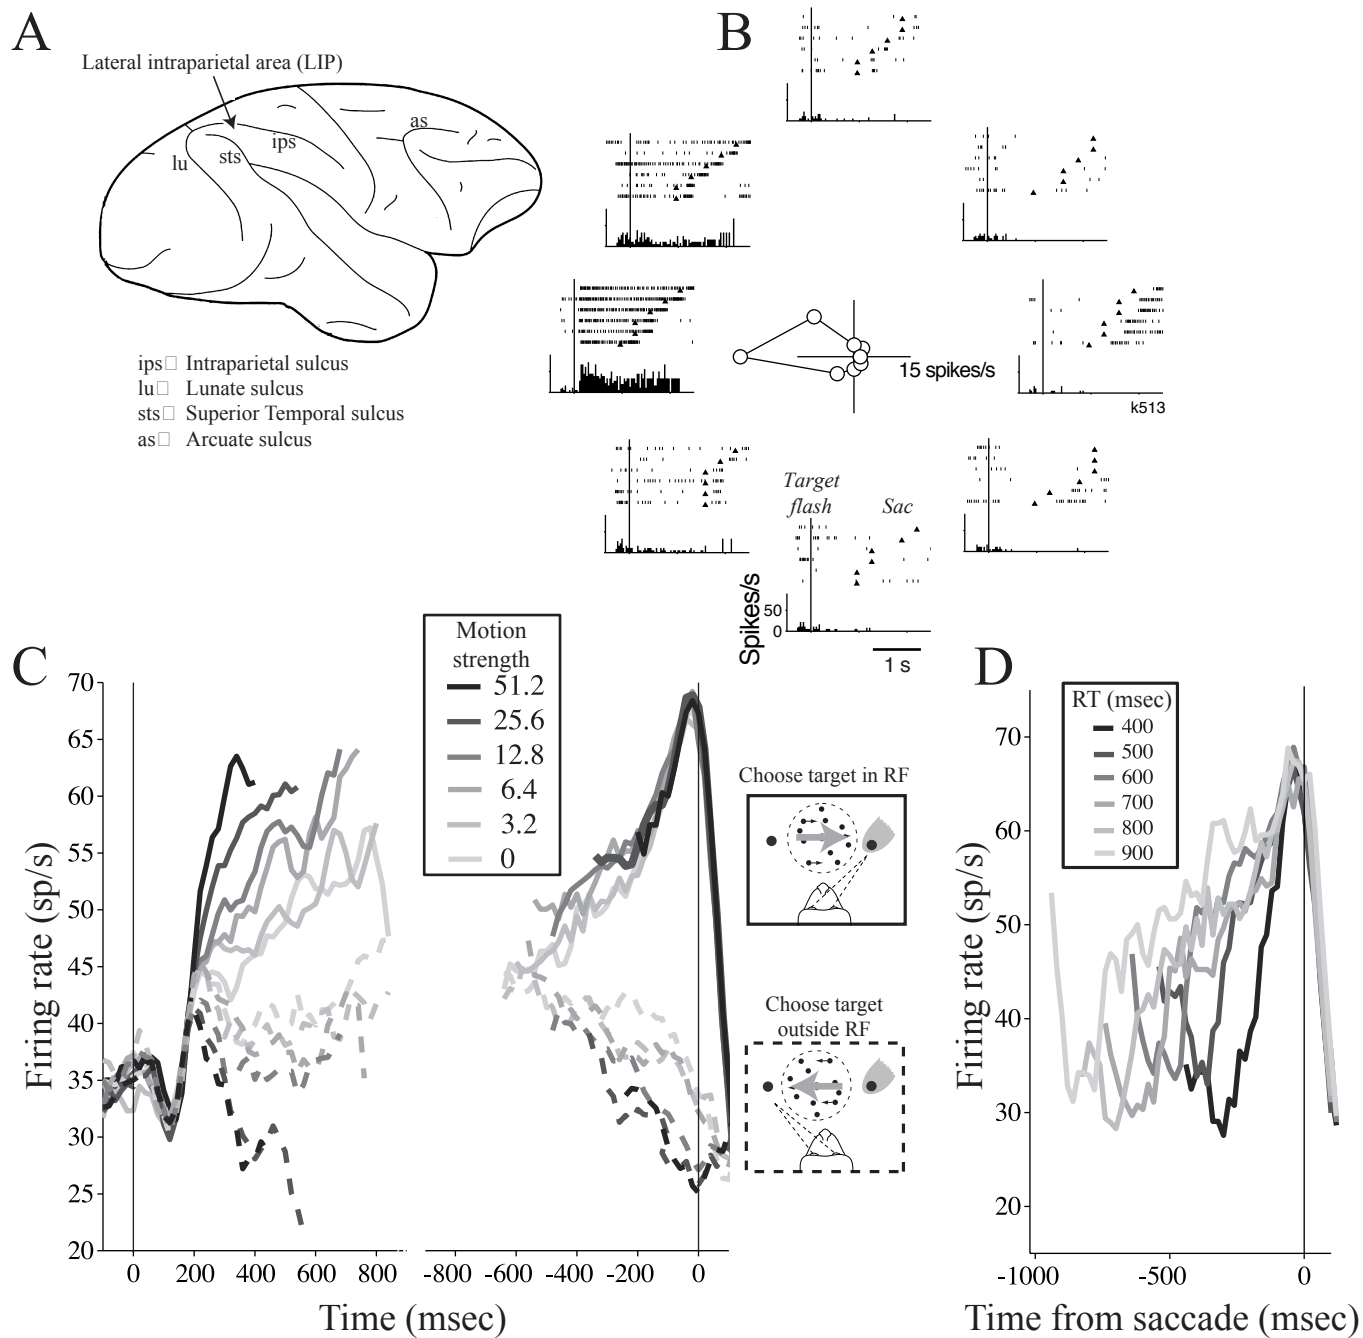 A
B
Lateral intraparietal area (LIP)
as
ips
sts
lu
ips□ Intraparietal sulcus
lu□ Lunate sulcus
sts□ Superior Temporal sulcus
as□ Arcuate sulcus
15 spikes/s
k513
Target
flash
Sac
Spikes/s
50
0
1 s
C
Firing rate (sp/s)
70
65
60
55
50
45
40
35
30
25
20
0 200 400 600 800
-800 -600 -400 -200 0
Time (msec)
Motion
strength
51.2
25.6
12.8
6.4
3.2
0
Choose target in RF
Choose target
outside RF
D
Firing rate (sp/s)
70
60
50
40
30
20
RT (msec)
400
500
600
700
800
900
-1000 -500 0
Time from saccade (msec)